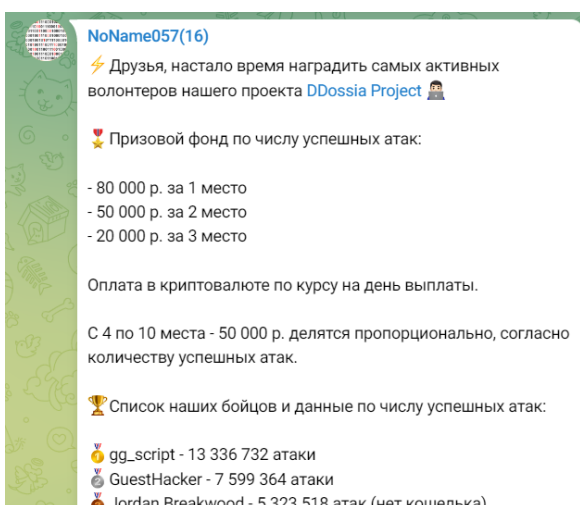 NoName057(16)
⚡ Друзья, настало время наградить самых активных
волонтеров нашего проекта DDossia Project 👨🏻‍💻
🎖Призовой фонд по числу успешных атак:
- 80 000 р. за 1 место
- 50 000 р. за 2 место
- 20 000 р. за 3 место
Оплата в криптовалюте по курсу на день выплаты.
С 4 по 10 места - 50 000 р. делятся пропорционально, согласно
количеству успешных атак.
🏆Список наших бойцов и данные по числу успешных атак:
🥇 gg_script - 13 336 732 атаки
🥈 GuestHacker - 7 599 364 атаки
🥉 Jordan Breakwood - 5 323 518 атак (нет кошелька)